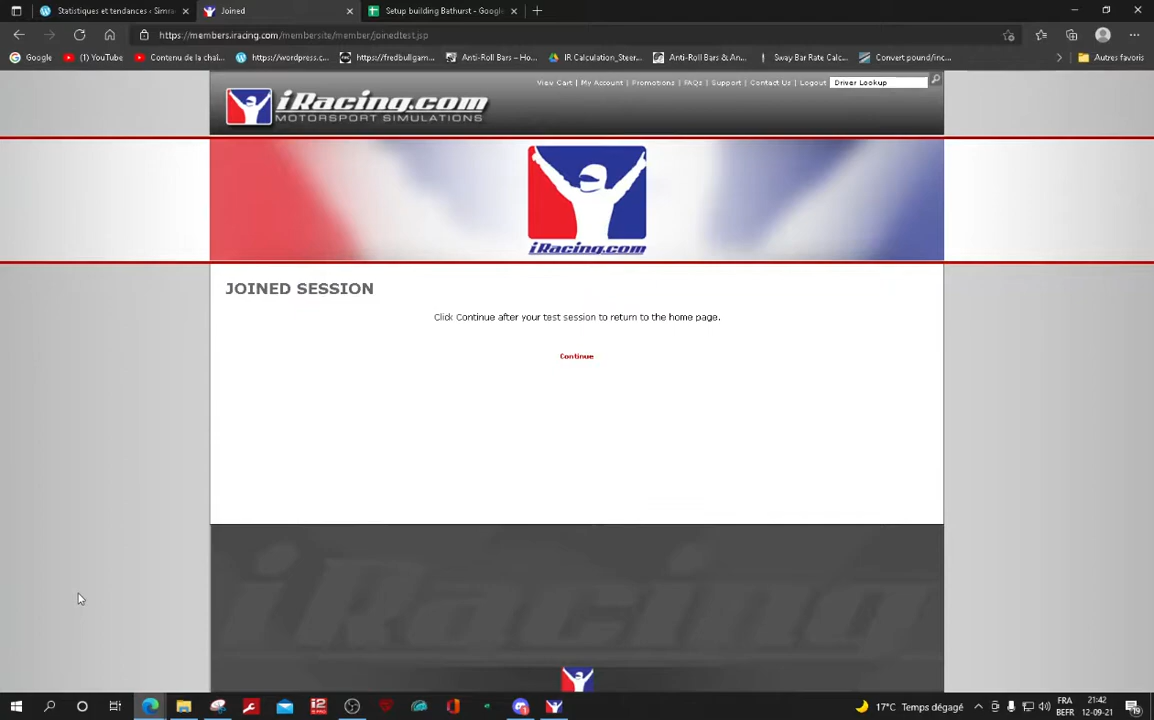 Statistiques et tendances ‹ Simra
Joined
Setup building Bathurst - Google
https://members.iracing.com/membersite/member/joinedtest.jsp
Google
(1) YouTube
Contenu de la chai...
https://wordpress.c...
https://fredbullgarn...
Anti-Roll Bars – Ho...
IR Calculation_Steer...
Anti-Roll Bars & An...
Sway Bar Rate Calc...
Convert pound/inc...
Autres favoris
View Cart | My Account | Promotions | FAQs | Support | Contact Us | Logout
Driver Lookup
iRacing.com
MOTORSPORT SIMULATIONS
iRacing.com
JOINED SESSION
Click Continue after your test session to return to the home page.
Continue
iRacing
17°C Temps dégagé
FRA
BEFR
21:42
12-09-21
19